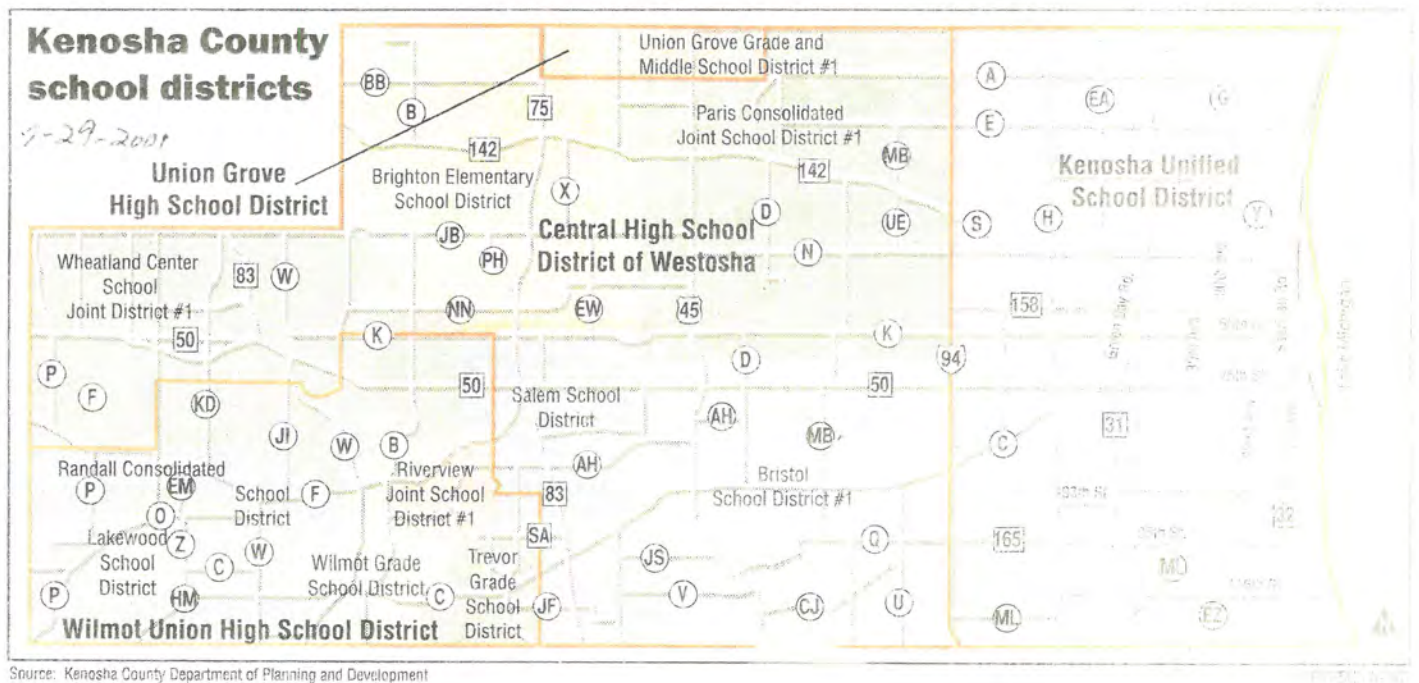 Kenosha County
school districts
Union Grove
High School District
Union Grove Grade and
Middle School District #1
Paris Consolidated
Joint School District #1
Brighton Elementary
School District
Central High School
District of Westosha
Kenosha Unified
School District
Wheatland Center
School
Joint District #1
Salem School
District
Randall Consolidated
School
District
Riverview
Joint School
District #1
Bristol
School District #1
Lakewood
School
District
Wilmot Grade
School District
Trevor
Grade
School
District
Wilmot Union High School District
BB
B
75
142
X
JB
PH
NN
EW
45
K
142
MB
D
UE
N
K
D
50
94
A
E
EA
G
S
H
Y
158
31
C
165
32
ML
EZ
83
W
50
P
F
KD
JI
W
B
50
AH
AH
MB
P
EM
O
F
Z
C
W
P
HM
C
83
SA
JF
JS
V
CJ
Q
U
Lake Michigan
Source: Kenosha County Department of Planning and Development